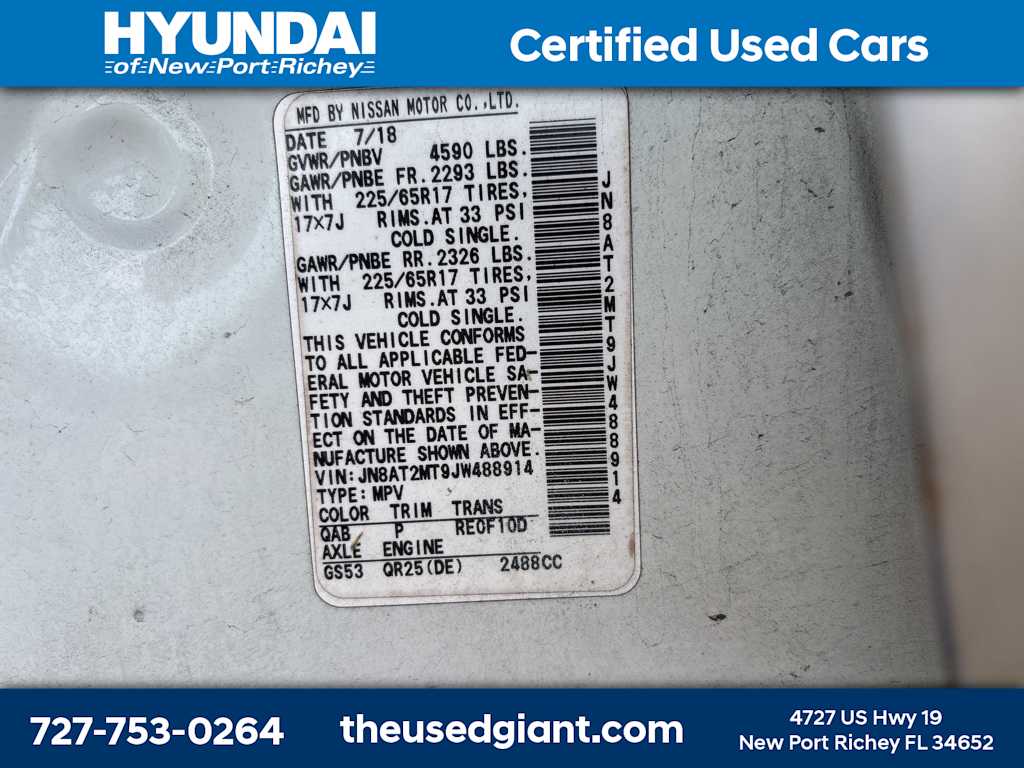 HYUNDAI
of New Port Richey
Certified Used Cars
MFD BY NISSAN MOTOR CO.,LTD.
DATE 7/18
GVWR/PNBV 4590 LBS.
GAWR/PNBE FR.2293 LBS.
WITH 225/65R17 TIRES,
17×7J RIMS.AT 33 PSI
COLD SINGLE.
GAWR/PNBE RR.2326 LBS.
WITH 225/65R17 TIRES,
17×7J RIMS.AT 33 PSI
COLD SINGLE.
THIS VEHICLE CONFORMS
TO ALL APPLICABLE FED-
ERAL MOTOR VEHICLE SA-
FETY AND THEFT PREVEN-
TION STANDARDS IN EFF-
ECT ON THE DATE OF MA-
NUFACTURE SHOWN ABOVE.
VIN:JN8AT2MT9JW488914
TYPE:MPV
COLOR TRIM TRANS
QAB P RE0F10D
AXLE ENGINE
GS53 QR25(DE) 2488CC
JN8AT2MT9JW488914
727-753-0264
theusedgiant.com
4727 US Hwy 19
New Port Richey FL 34652